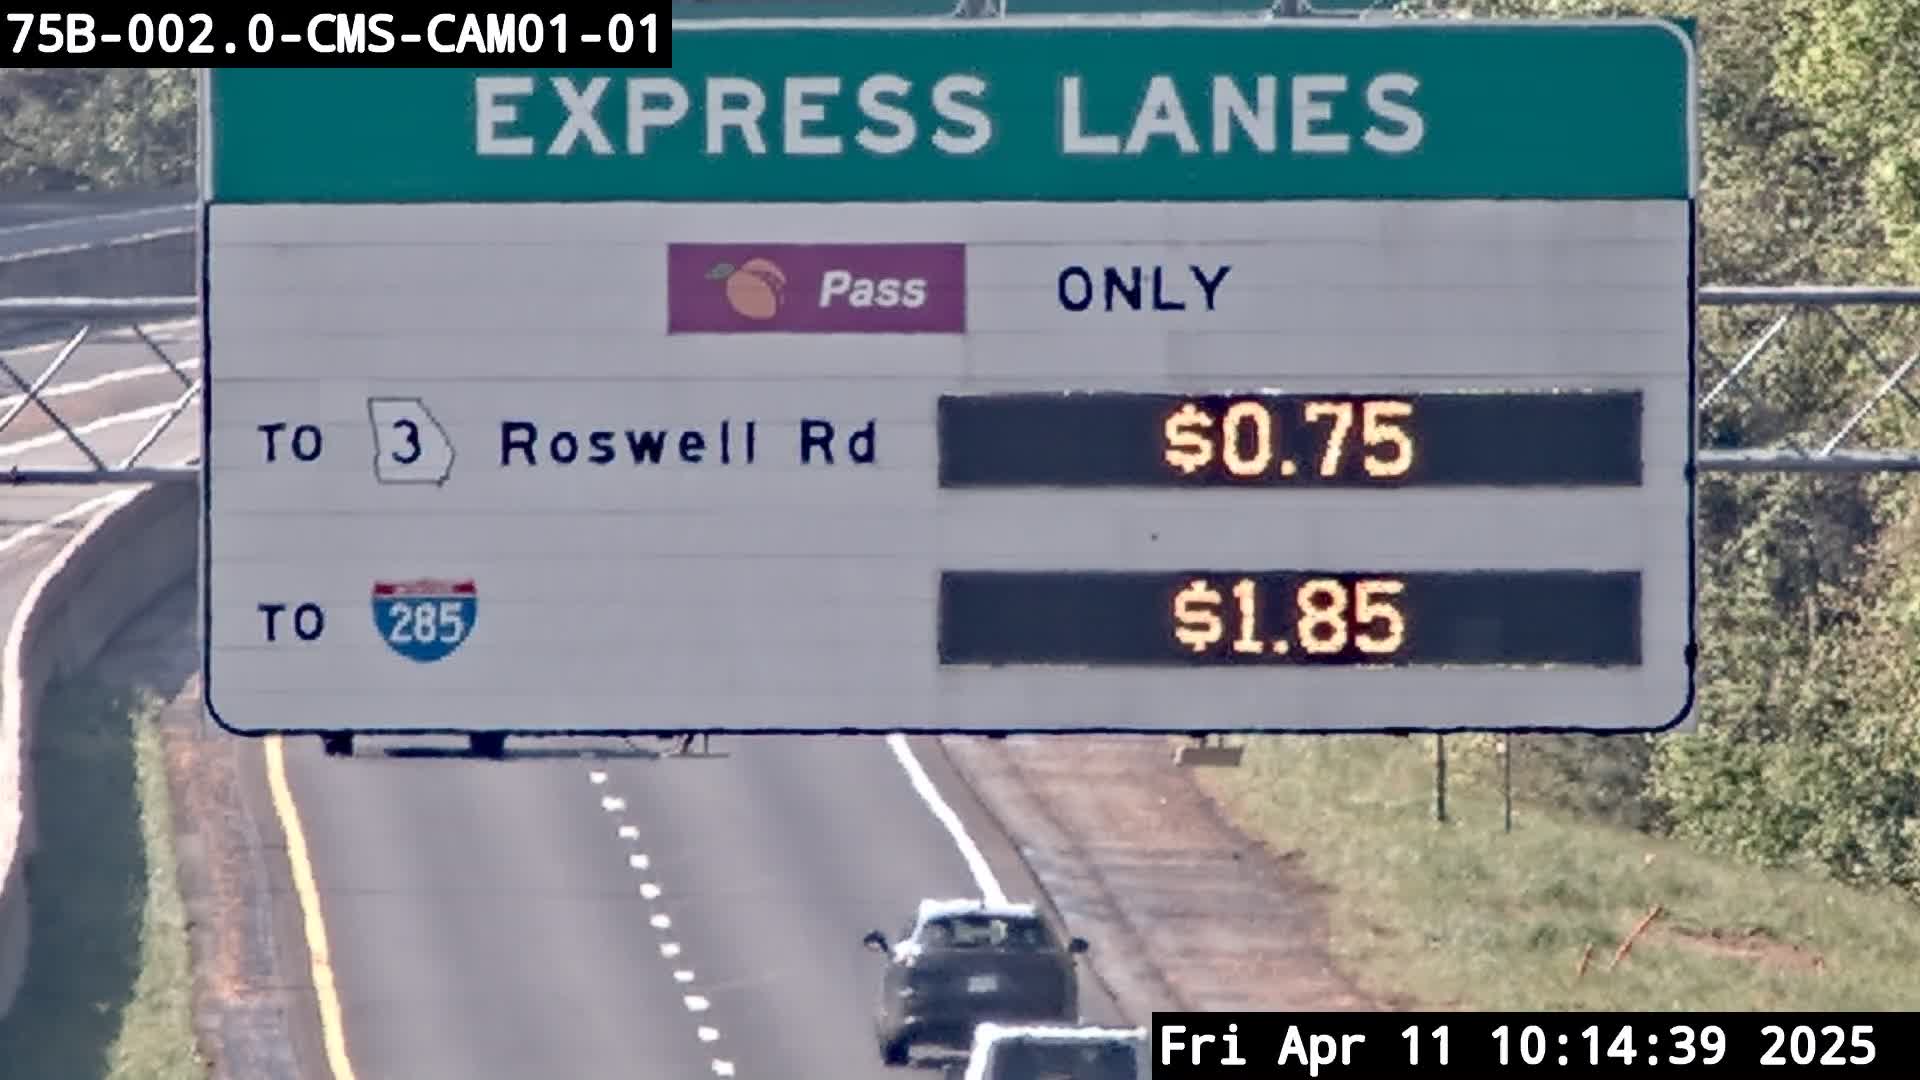 75B-002.0-CMS-CAM01-01
EXPRESS LANES
Pass ONLY
TO 3 Roswell Rd $0.75
TO 285 $1.85
Fri Apr 11 10:14:39 2025